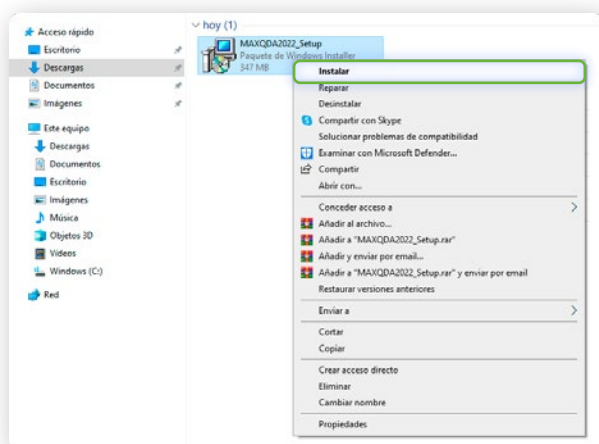 Acceso rápido
Escritorio
Descargas
Documentos
Imágenes
Este equipo
Descargas
Documentos
Escritorio
Imágenes
Música
Objetos 3D
Vídeos
Windows (C:)
Red
hoy (1)
MAXQDA2022_Setup
Paquete de Windows Installer
347 MB
Instalar
Reparar
Desinstalar
Compartir con Skype
Solucionar problemas de compatibilidad
Examinar con Microsoft Defender...
Compartir
Abrir con...
Conceder acceso a
Añadir al archivo...
Añadir a "MAXQDA2022_Setup.rar"
Añadir y enviar por email...
Añadir a "MAXQDA2022_Setup.rar" y enviar por email
Restaurar versiones anteriores
Enviar a
Cortar
Copiar
Crear acceso directo
Eliminar
Cambiar nombre
Propiedades